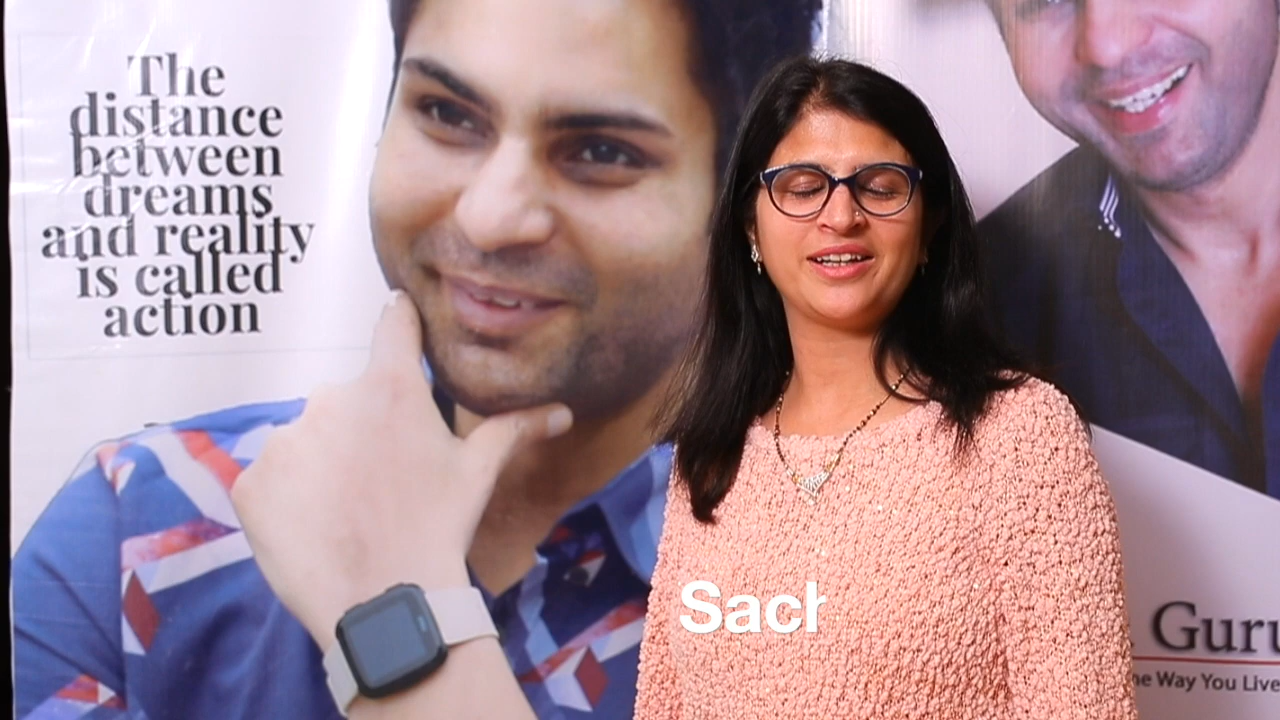 The
distance
between
dreams
and reality
is called
action
Sach
Guru
he Way You Live